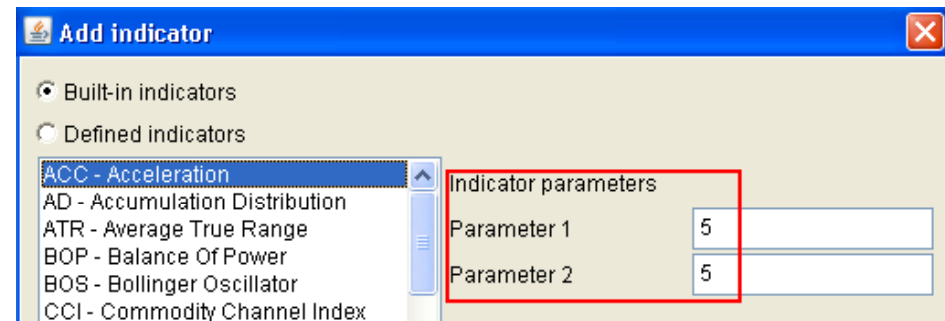 Add indicator
Built-in indicators
Defined indicators
ACC - Acceleration
AD - Accumulation Distribution
ATR - Average True Range
BOP - Balance Of Power
BOS - Bollinger Oscillator
CCI - Commodity Channel Index
Indicator parameters
Parameter 1 5
Parameter 2 5